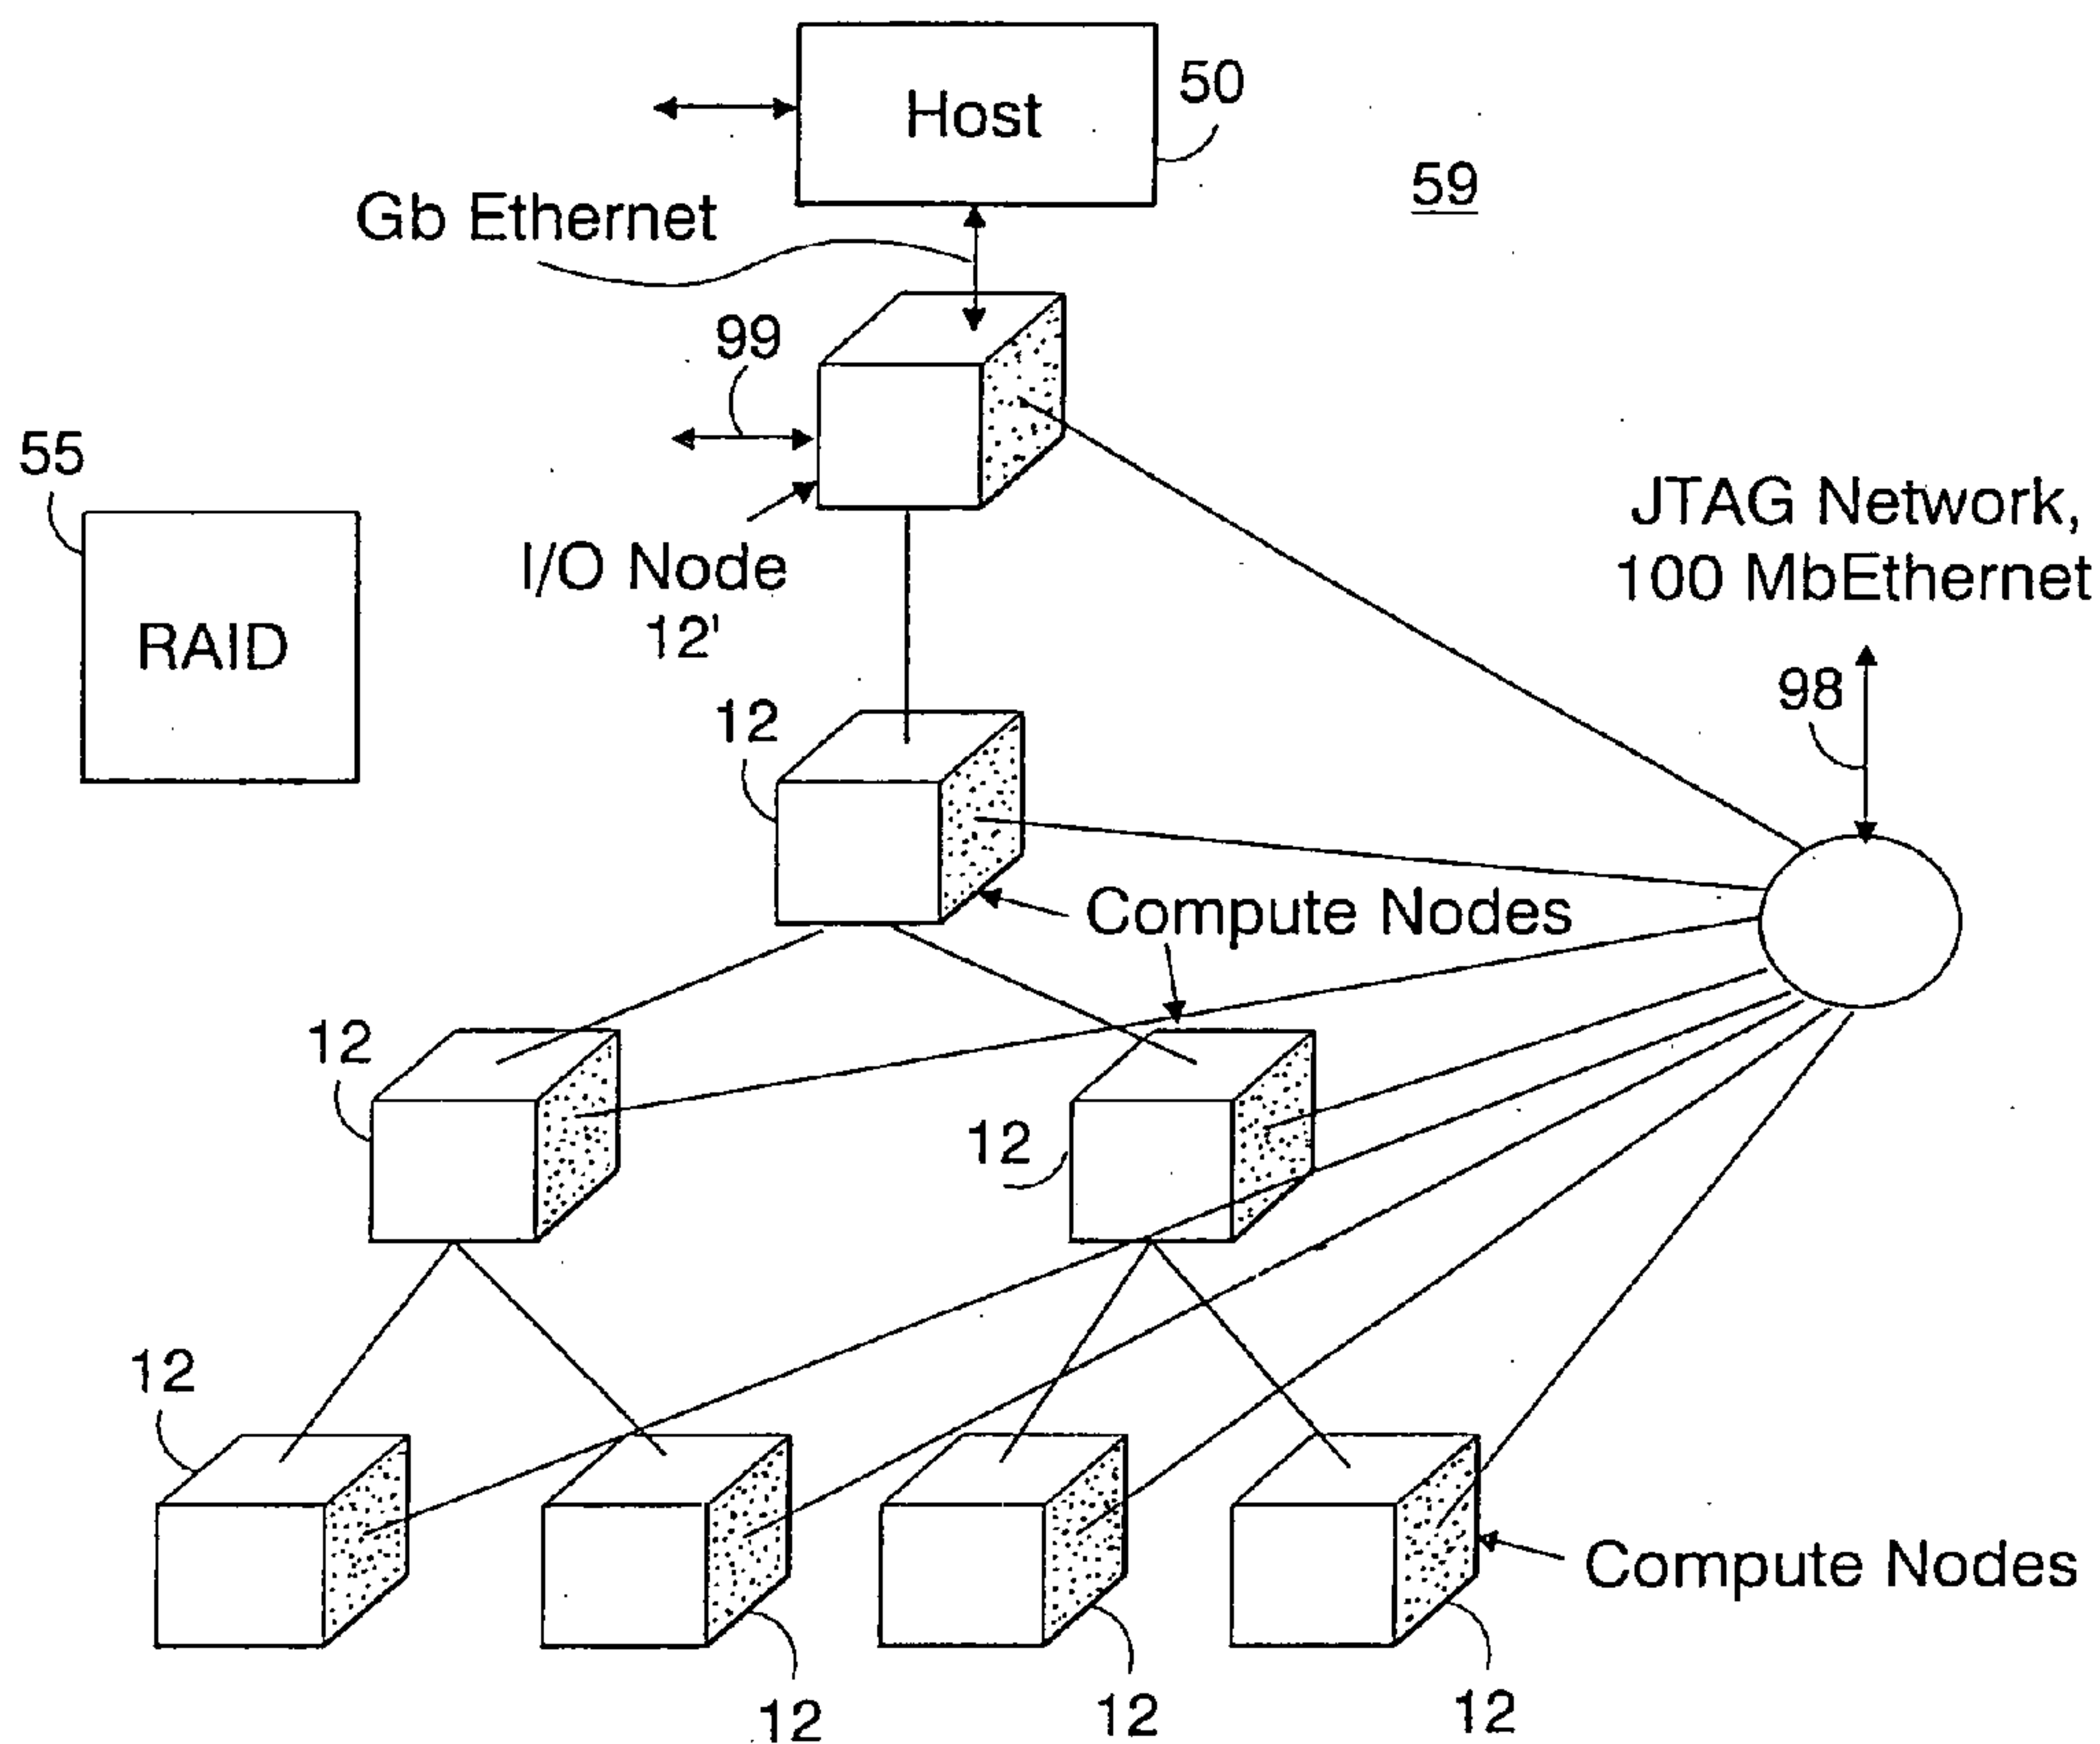 Host
50
Gb Ethernet
59
99
55
RAID
I/O Node
12'
JTAG Network,
100 MbEthernet
98
12
Compute Nodes
12
12
12
Compute Nodes
12
12
12